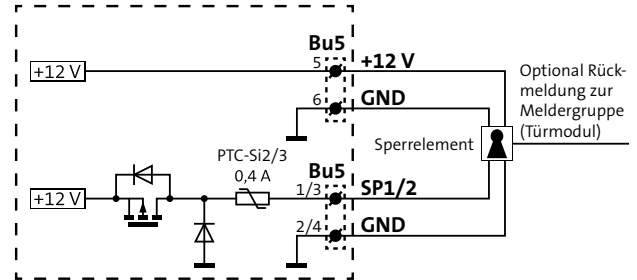 Bu5
5
+12 V
+12 V
6
GND
Optional Rück-
meldung zur
Meldergruppe
(Türmodul)
Sperrelement
PTC-Si2/3
0,4 A
Bu5
+12 V
1/3
SP1/2
2/4
GND